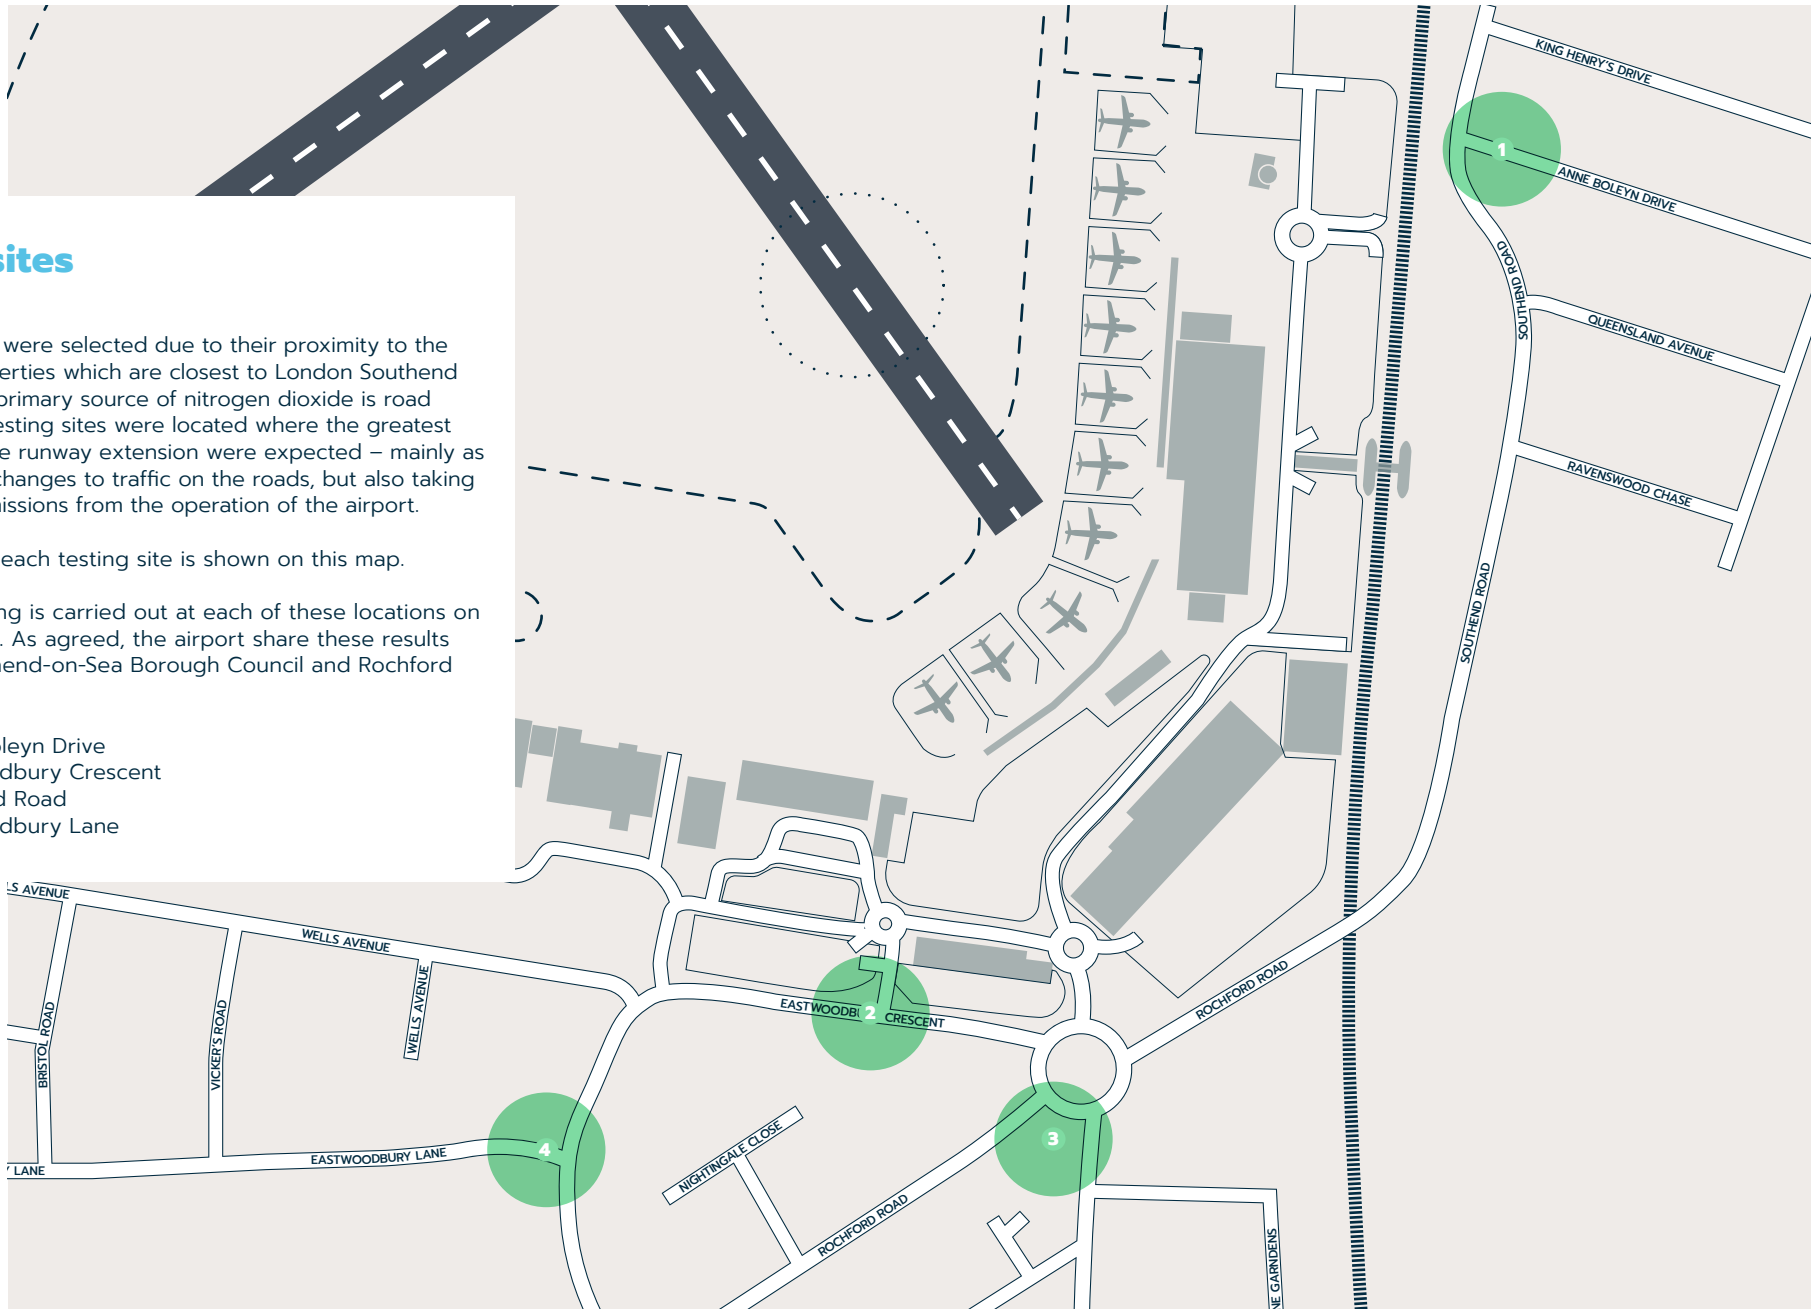 sites
were selected due to their proximity to the
erties which are closest to London Southend
primary source of nitrogen dioxide is road
esting sites were located where the greatest
e runway extension were expected – mainly as
changes to traffic on the roads, but also taking
issions from the operation of the airport.
each testing site is shown on this map.
ng is carried out at each of these locations on
. As agreed, the airport share these results
end-on-Sea Borough Council and Rochford
oleyn Drive
dbury Crescent
d Road
dbury Lane
KING HENRY'S DRIVE
1
ANNE BOLEYN DRIVE
SOUTHEND ROAD
QUEENSLAND AVENUE
RAVENSWOOD CHASE
SOUTHEND ROAD
LS AVENUE
WELLS AVENUE
WELLS AVENUE
BRISTOL ROAD
VICKER'S ROAD
EASTWOODBU
2
CRESCENT
ROCHFORD ROAD
3
4
EASTWOODBURY LANE
Y LANE
NIGHTINGALE CLOSE
ROCHFORD ROAD
NE GARNDENS